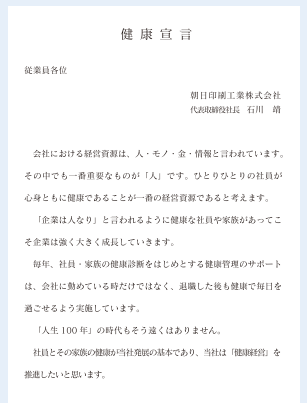 健康宣言
従業員各位
朝日印刷工業株式会社
代表取締役社長　石川　靖
会社における経営資源は、人・モノ・金・情報と言われています。
その中でも一番重要なものが「人」です。ひとりひとりの社員が
心身ともに健康であることが一番の経営資源であると考えます。
「企業は人なり」と言われるように健康な社員や家族があってこ
そ企業は強く大きく成長していきます。
毎年、社員・家族の健康診断をはじめとする健康管理のサポート
は、会社に勤めている時だけではなく、退職した後も健康で毎日を
過ごせるよう実施しています。
「人生 100 年」の時代もそう遠くはありません。
社員とその家族の健康が当社発展の基本であり、当社は「健康経営」を
推進したいと思います。